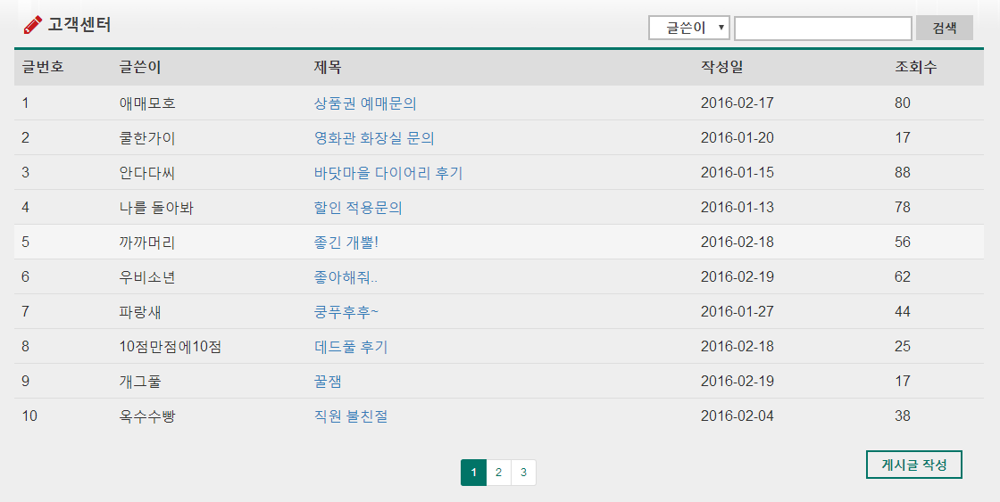 고객센터
글쓴이 검색
글번호 글쓴이 제목 작성일 조회수
1 애매모호 상품권 예매문의 2016-02-17 80
2 쿨한가이 영화관 화장실 문의 2016-01-20 17
3 안다다씨 바닷마을 다이어리 후기 2016-01-15 88
4 나를 돌아봐 할인 적용문의 2016-01-13 78
5 까까머리 좋긴 개뿔! 2016-02-18 56
6 우비소년 좋아해줘.. 2016-02-19 62
7 파랑새 쿵푸후후~ 2016-01-27 44
8 10점만점에10점 데드풀 후기 2016-02-18 25
9 개그풀 꿀잼 2016-02-19 17
10 옥수수빵 직원 불친절 2016-02-04 38
1 2 3
게시글 작성